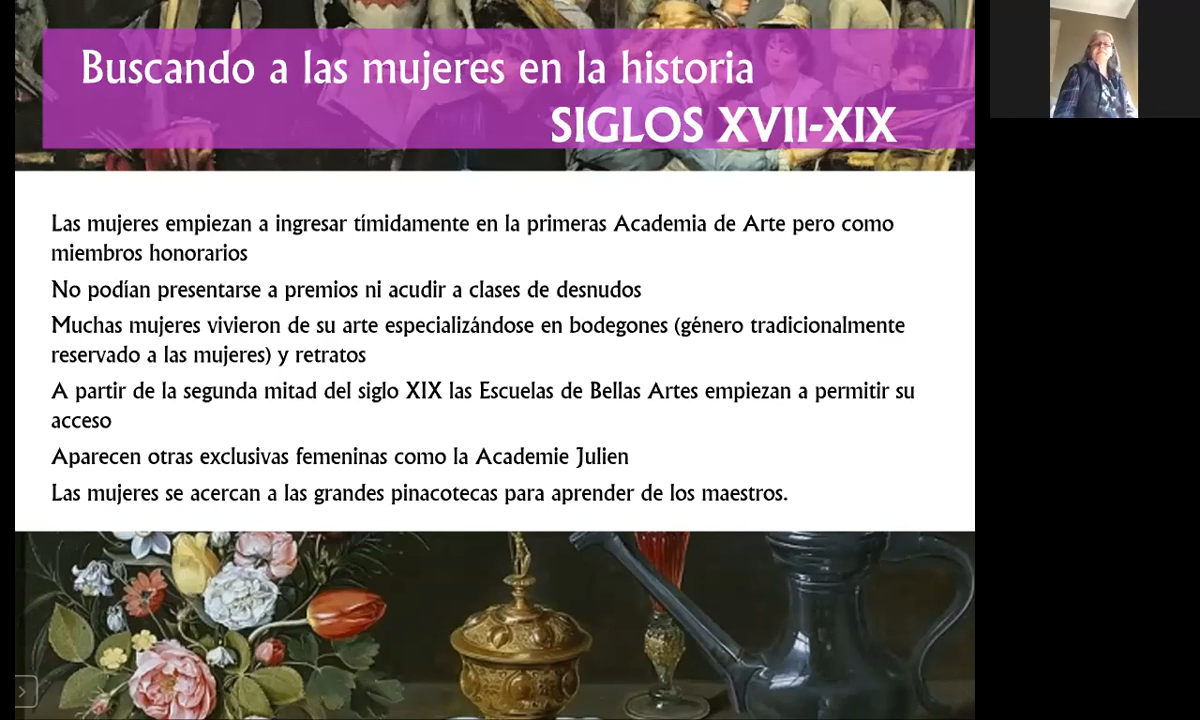 Buscando a las mujeres en la historia
SIGLOS XVII-XIX
Las mujeres empiezan a ingresar tímidamente en la primeras Academia de Arte pero como
miembros honorarios
No podían presentarse a premios ni acudir a clases de desnudos
Muchas mujeres vivieron de su arte especializándose en bodegones (género tradicionalmente
reservado a las mujeres) y retratos
A partir de la segunda mitad del siglo XIX las Escuelas de Bellas Artes empiezan a permitir su
acceso
Aparecen otras exclusivas femeninas como la Academie Julien
Las mujeres se acercan a las grandes pinacotecas para aprender de los maestros.